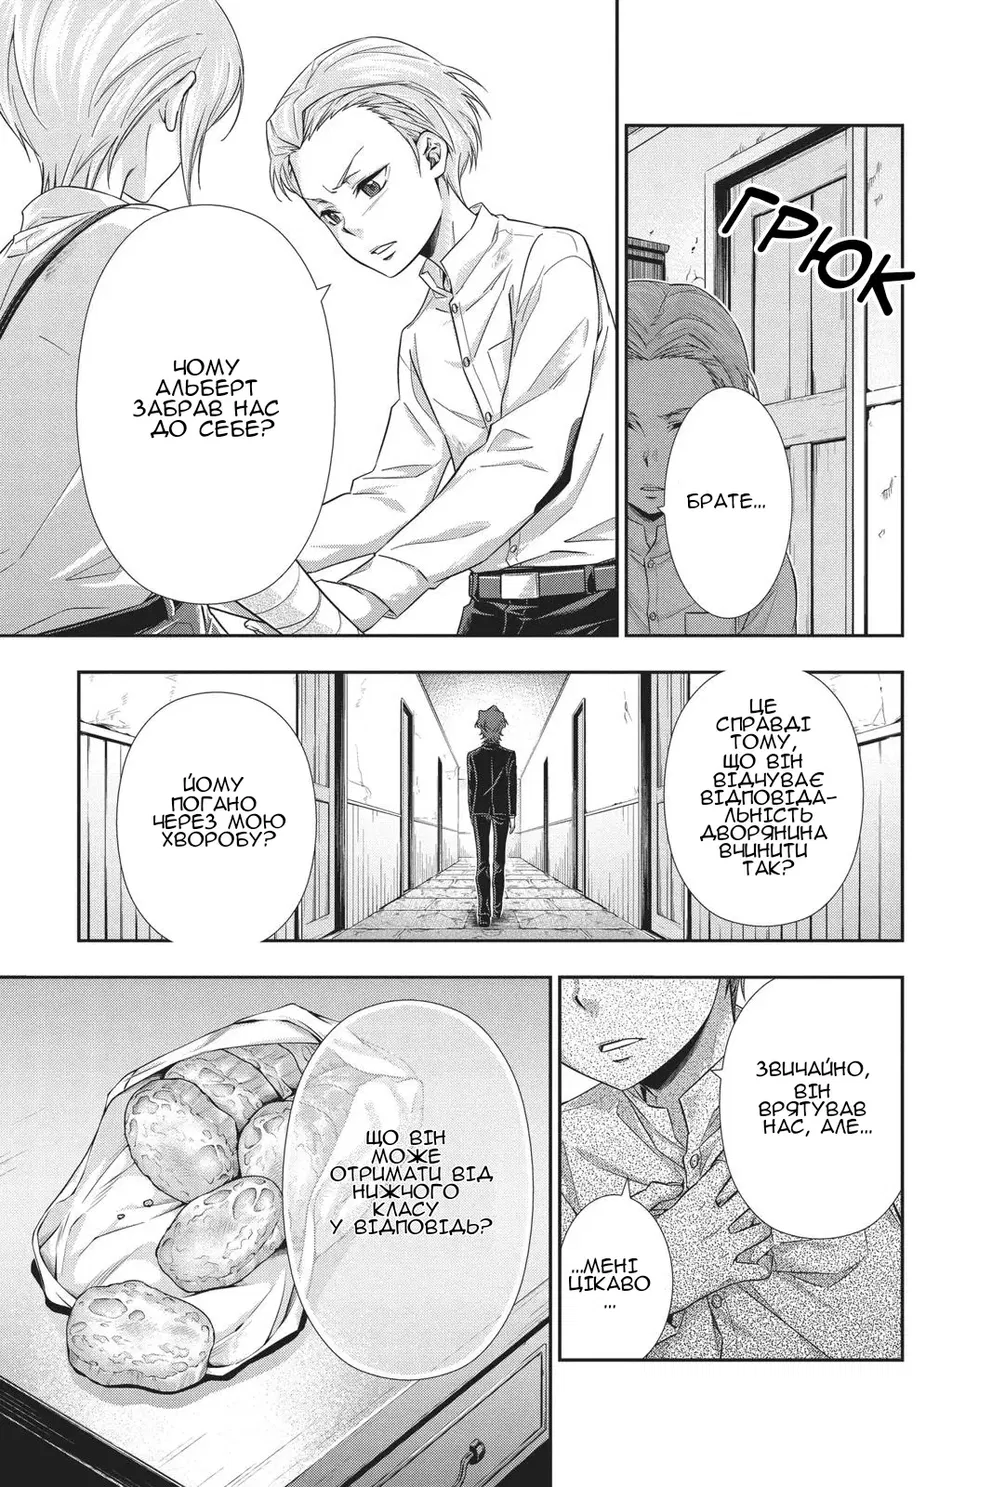 ГРЮК
БРАТЕ...
ЧОМУ
АЛЬБЕРТ
ЗАБРАВ НАС
ДО СЕБЕ?
ЦЕ
СПРАВДІ
ТОМУ,
ЩО ВІН
ВІДЧУВАЄ
ВІДПОВІДА-
ЛЬНІСТЬ
ДВОРЯНИНА
ВЧИНИТИ
ТАК?
ЙОМУ
ПОГАНО
ЧЕРЕЗ МОЮ
ХВОРОБУ?
ЗВИЧАЙНО,
ВІН
ВРЯТУВАВ
НАС, АЛЕ...
...МЕНІ
ЦІКАВО
...
ЩО ВІН
МОЖЕ
ОТРИМАТИ ВІД
НИЖЧОГО
КЛАСУ
У ВІДПОВІДЬ?